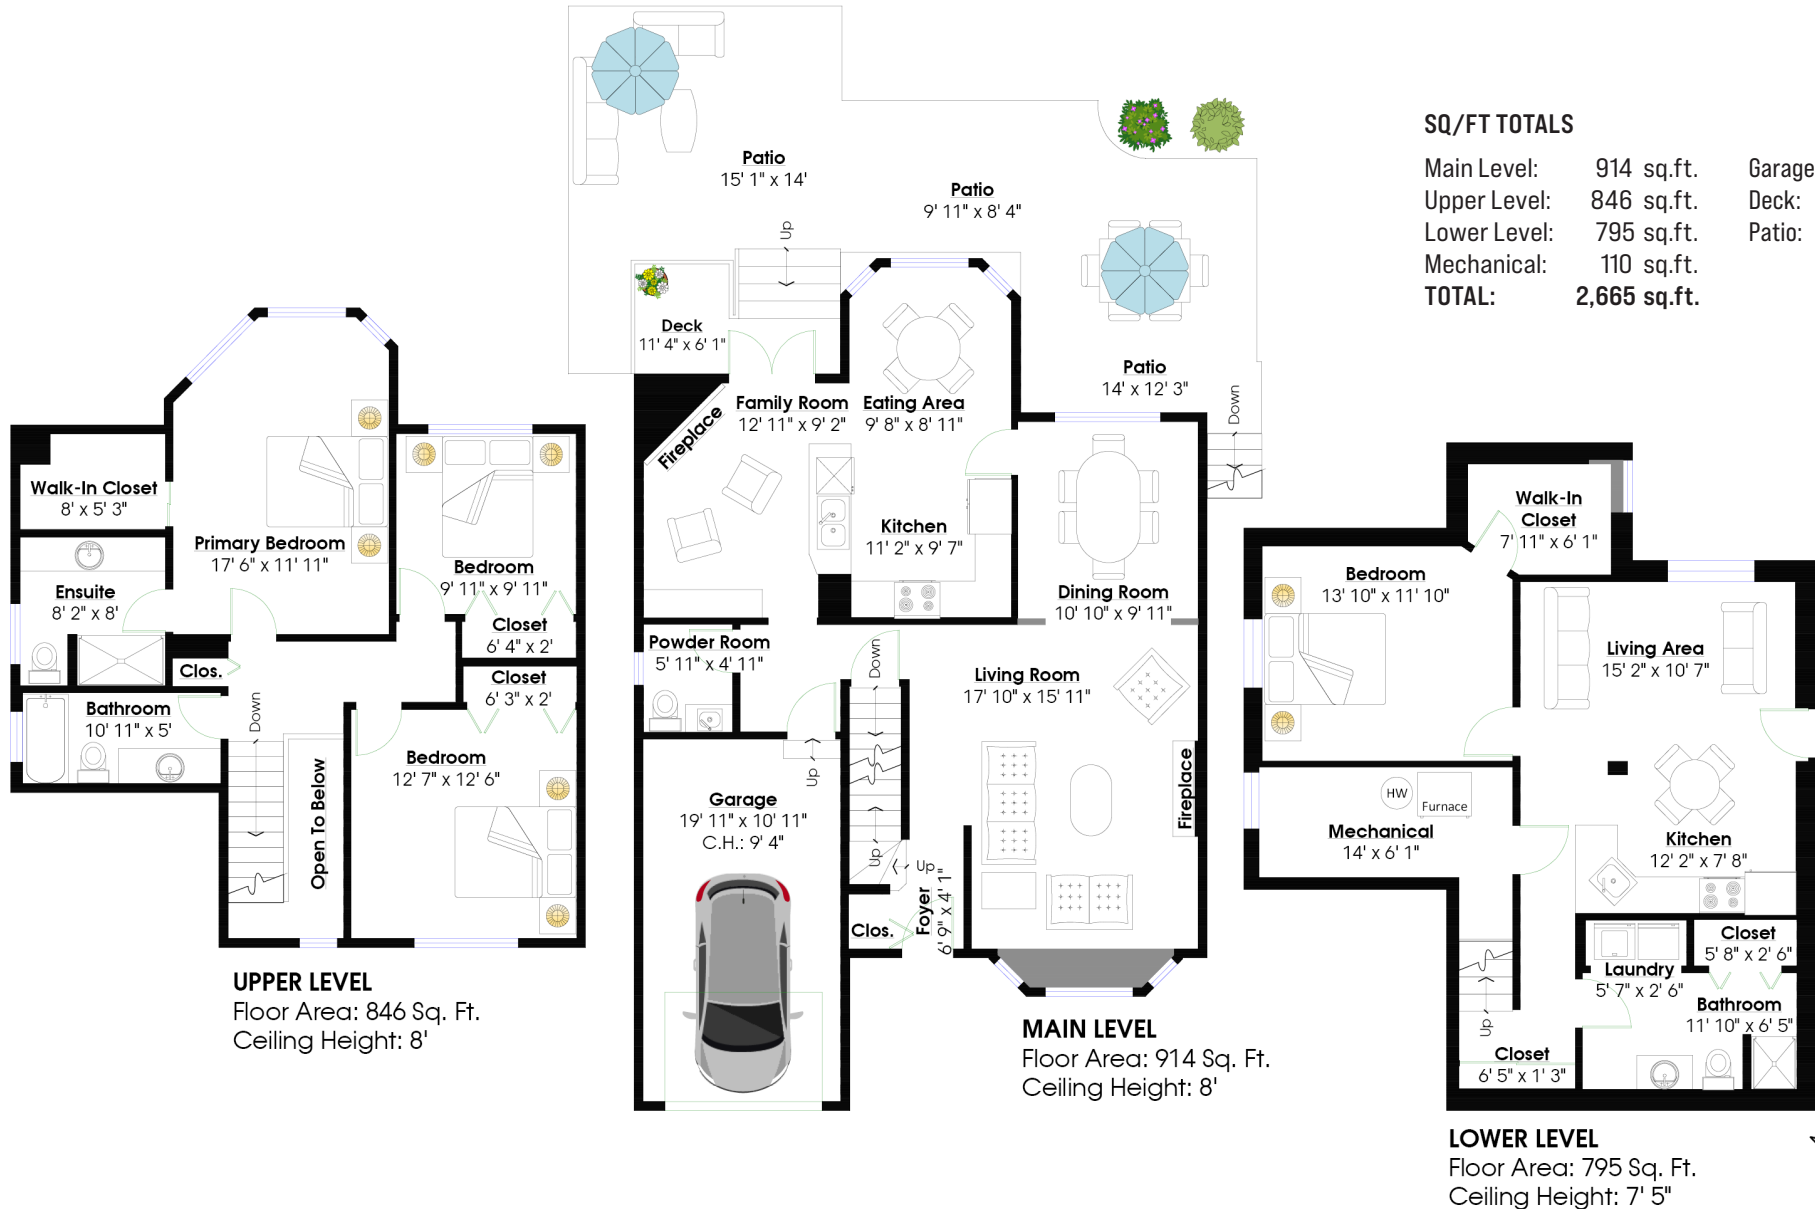 SQ/FT TOTALS
Main Level: 914 sq.ft. Garage
Upper Level: 846 sq.ft. Deck:
Lower Level: 795 sq.ft. Patio:
Mechanical: 110 sq.ft.
TOTAL: 2,665 sq.ft.
Walk-In Closet
8' x 5' 3"
Primary Bedroom
17' 6" x 11' 11"
Bedroom
9' 11" x 9' 11"
Ensuite
8' 2" x 8'
Closet
6' 4" x 2'
Clos.
Closet
6' 3" x 2'
Bathroom
10' 11" x 5'
Down
Bedroom
12' 7" x 12' 6"
Open To Below
UPPER LEVEL
Floor Area: 846 Sq. Ft.
Ceiling Height: 8'
Patio
15' 1" x 14'
Patio
9' 11" x 8' 4"
Up
Deck
11' 4" x 6' 1"
Patio
14' x 12' 3"
Down
Family Room
12' 11" x 9' 2"
Eating Area
9' 8" x 8' 11"
Fireplace
Kitchen
11' 2" x 9' 7"
Dining Room
10' 10" x 9' 11"
Powder Room
5' 11" x 4' 11"
Down
Living Room
17' 10" x 15' 11"
Up
Fireplace
Garage
19' 11" x 10' 11"
C.H.: 9' 4"
Up
Up
Foyer
6' 9" x 4' 1"
Clos.
MAIN LEVEL
Floor Area: 914 Sq. Ft.
Ceiling Height: 8'
Walk-In
Closet
7' 11" x 6' 1"
Bedroom
13' 10" x 11' 10"
Living Area
15' 2" x 10' 7"
HW
Furnace
Mechanical
14' x 6' 1"
Kitchen
12' 2" x 7' 8"
Closet
5' 8" x 2' 6"
Laundry
5' 7" x 2' 6"
Bathroom
11' 10" x 6' 5"
Up
Closet
6' 5" x 1' 3"
LOWER LEVEL
Floor Area: 795 Sq. Ft.
Ceiling Height: 7' 5"